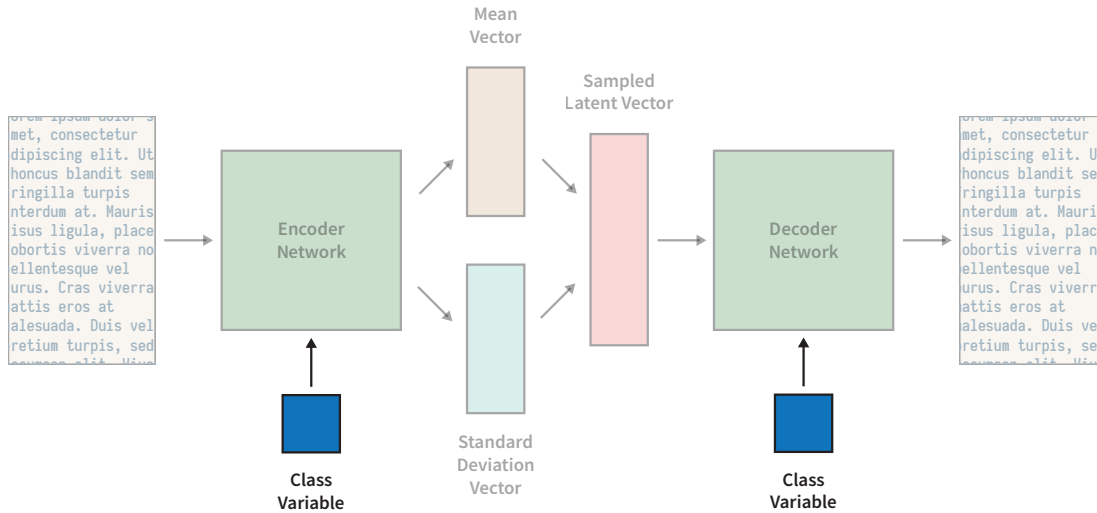 Mean
Vector
Sampled
Latent Vector
orem ipsum dolor s
met, consectetur
dipiscing elit. Ut
honcus blandit sem
ringilla turpis
nterdum at. Mauris
isus ligula, place
obortis viverra no
ellentesque vel
urus. Cras viverra
attis eros at
alesuada. Duis vel
retium turpis, sed
Encoder
Network
Decoder
Network
orem ipsum dolor
met, consectetur
dipiscing elit. U
honcus blandit se
ringilla turpis
nterdum at. Mauri
isus ligula, plac
obortis viverra n
ellentesque vel
urus. Cras viverr
attis eros at
alesuada. Duis ve
retium turpis, se
Standard
Deviation
Vector
Class
Variable
Class
Variable